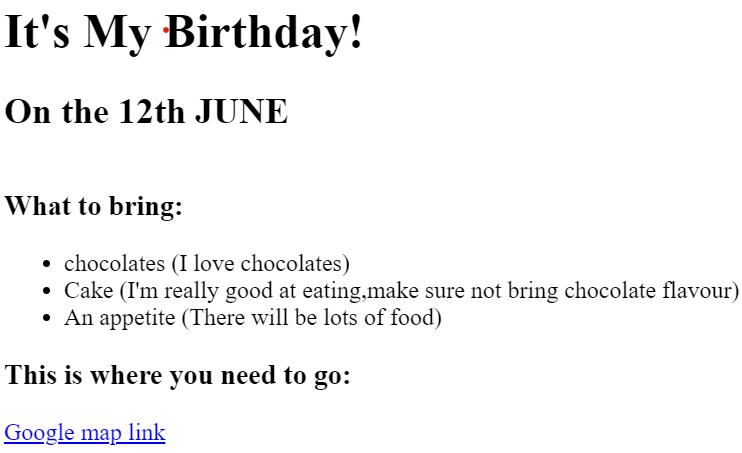 It's My Birthday!
On the 12th JUNE
What to bring:
chocolates (I love chocolates)
Cake (I'm really good at eating,make sure not bring chocolate flavour)
An appetite (There will be lots of food)
This is where you need to go:
Google map link